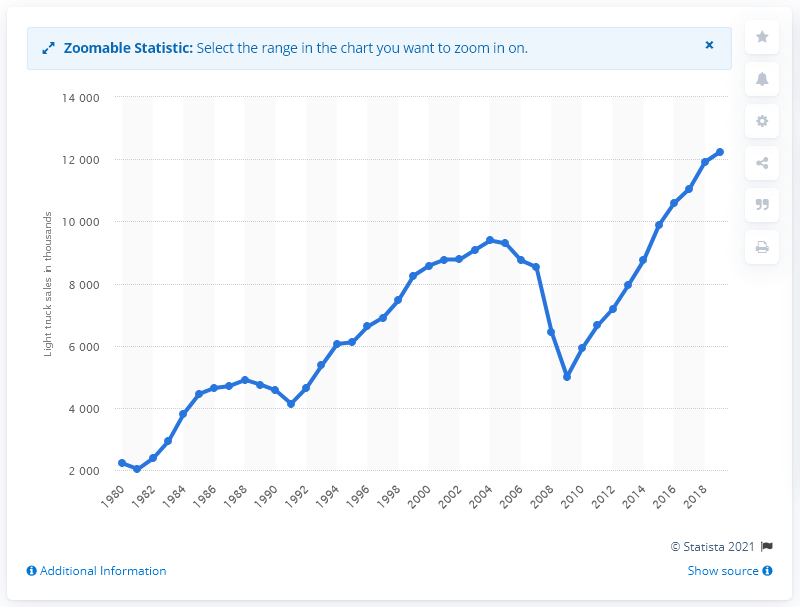 Zoomable Statistic: Select the range in the chart you want to zoom in on.
×
14 000
12 000
10 000
8 000
6 000
4 000
2 000
Light truck sales in thousands
1980 1982 1984 1986 1988 1990 1992 1994 1996 1998 2000 2002 2004 2006 2008 2010 2012 2014 2016 2018
© Statista 2021
Additional Information
Show source